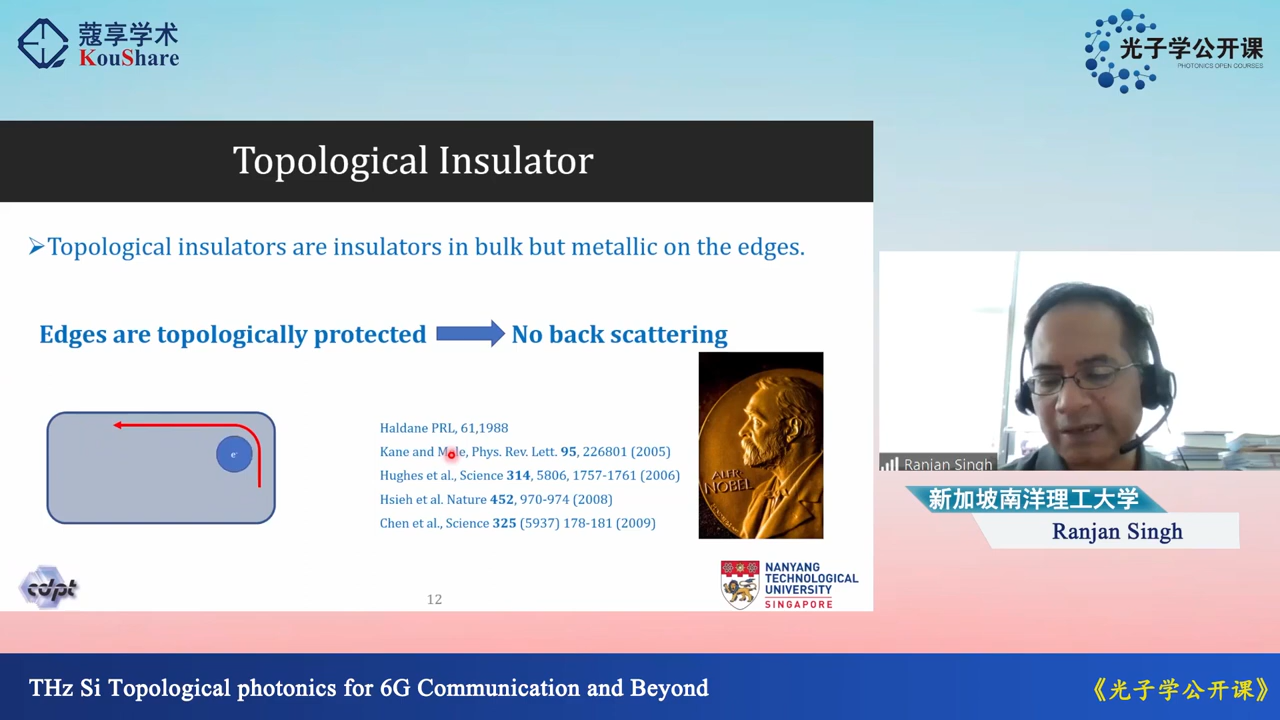 蔻享学术
KouShare
光子学公开课
PHOTONICS OPEN COURSES
Topological Insulator
➢Topological insulators are insulators in bulk but metallic on the edges.
Edges are topologically protected
No back scattering
e-
Haldane PRL, 61,1988
Kane and Mele, Phys. Rev. Lett. 95, 226801 (2005)
Hughes et al., Science 314, 5806, 1757-1761 (2006)
Hsieh et al. Nature 452, 970-974 (2008)
Chen et al., Science 325 (5937) 178-181 (2009)
NOBEL
cdpt
12
NANYANG
TECHNOLOGICAL
UNIVERSITY
SINGAPORE
Ranjan Singh
新加坡南洋理工大学
Ranjan Singh
THz Si Topological photonics for 6G Communication and Beyond
《光子学公开课》